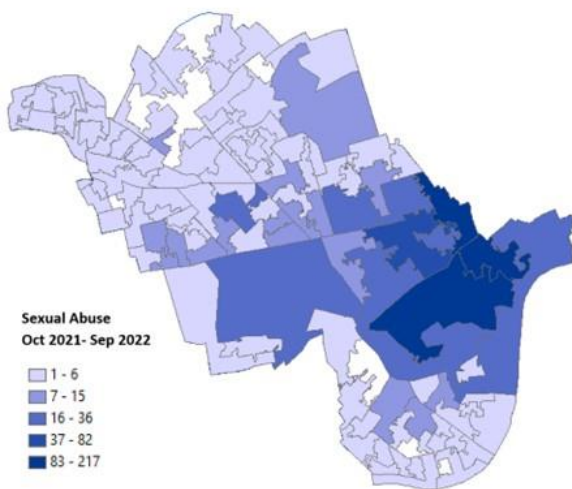 Sexual Abuse
Oct 2021- Sep 2022
1 - 6
7 - 15
16 - 36
37 - 82
83 - 217